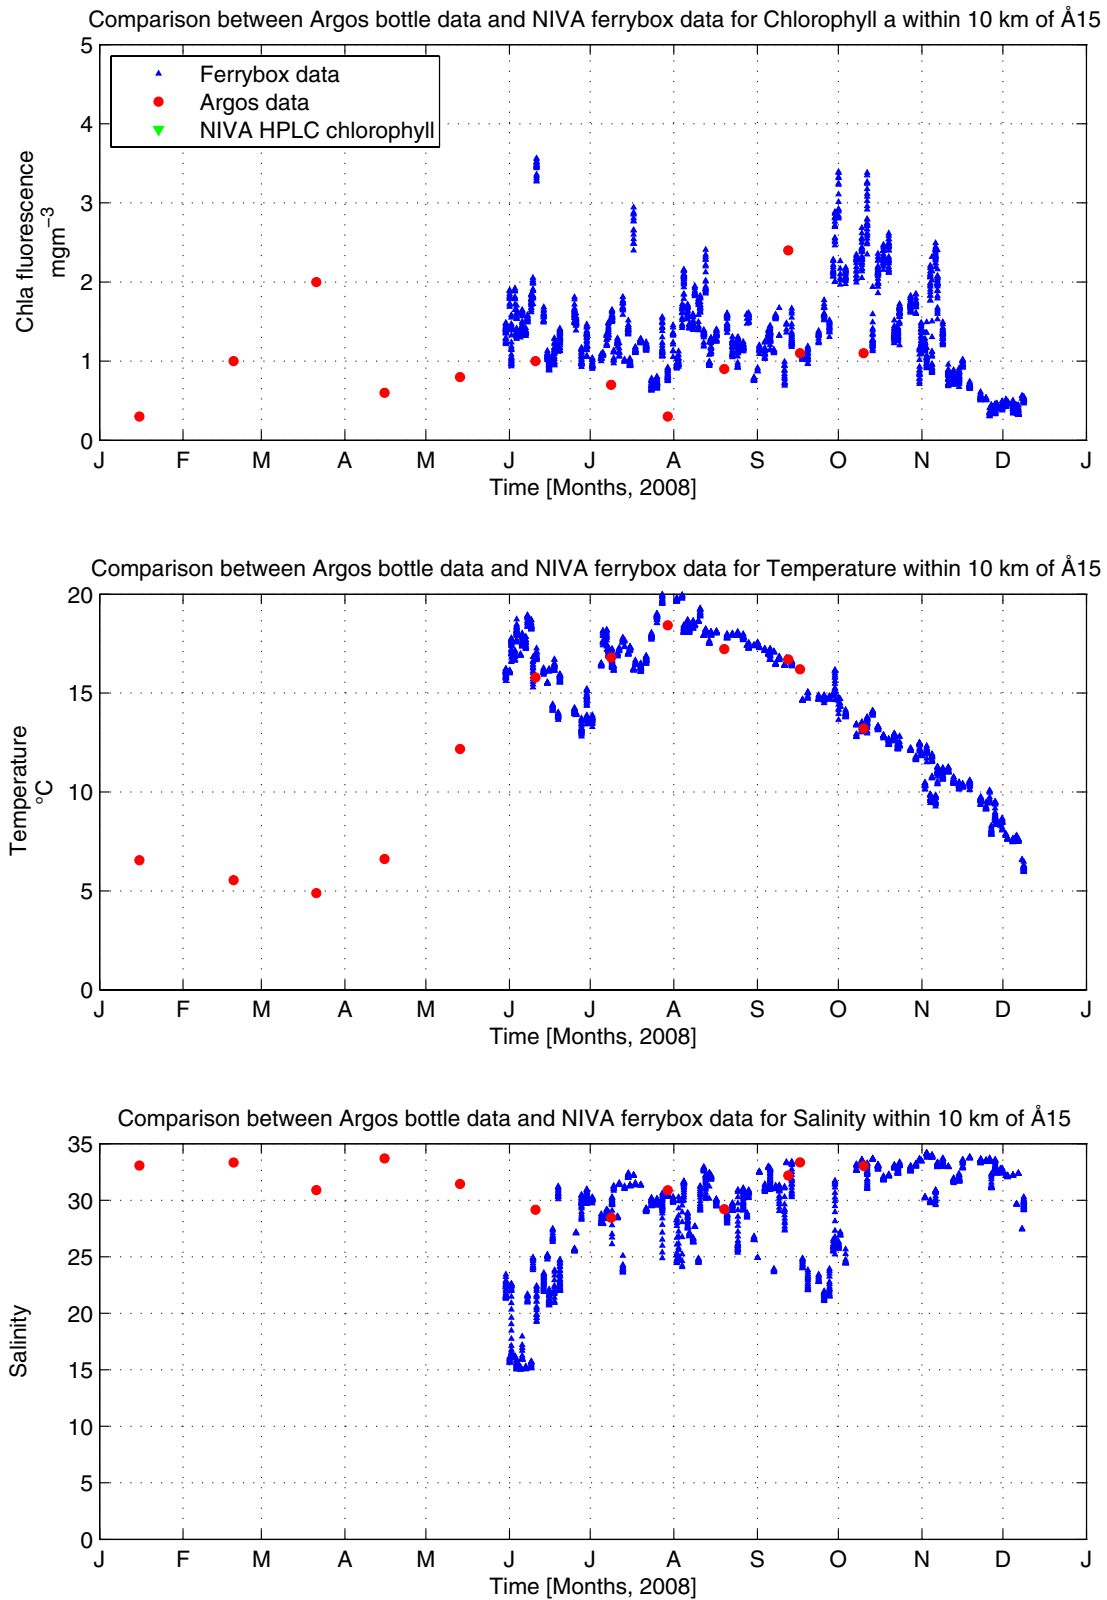 Comparison between Argos bottle data and NIVA ferrybox data for Chlorophyll a within 10 km of Å15
5
4
3
2
1
0
Chla fluorescence
mgm⁻³
Ferrybox data
Argos data
NIVA HPLC chlorophyll
J F M A M J J A S O N D J
Time [Months, 2008]
Comparison between Argos bottle data and NIVA ferrybox data for Temperature within 10 km of Å15
20
15
10
5
0
Temperature
°C
J F M A M J J A S O N D J
Time [Months, 2008]
Comparison between Argos bottle data and NIVA ferrybox data for Salinity within 10 km of Å15
35
30
25
20
15
10
5
0
Salinity
J F M A M J J A S O N D J
Time [Months, 2008]